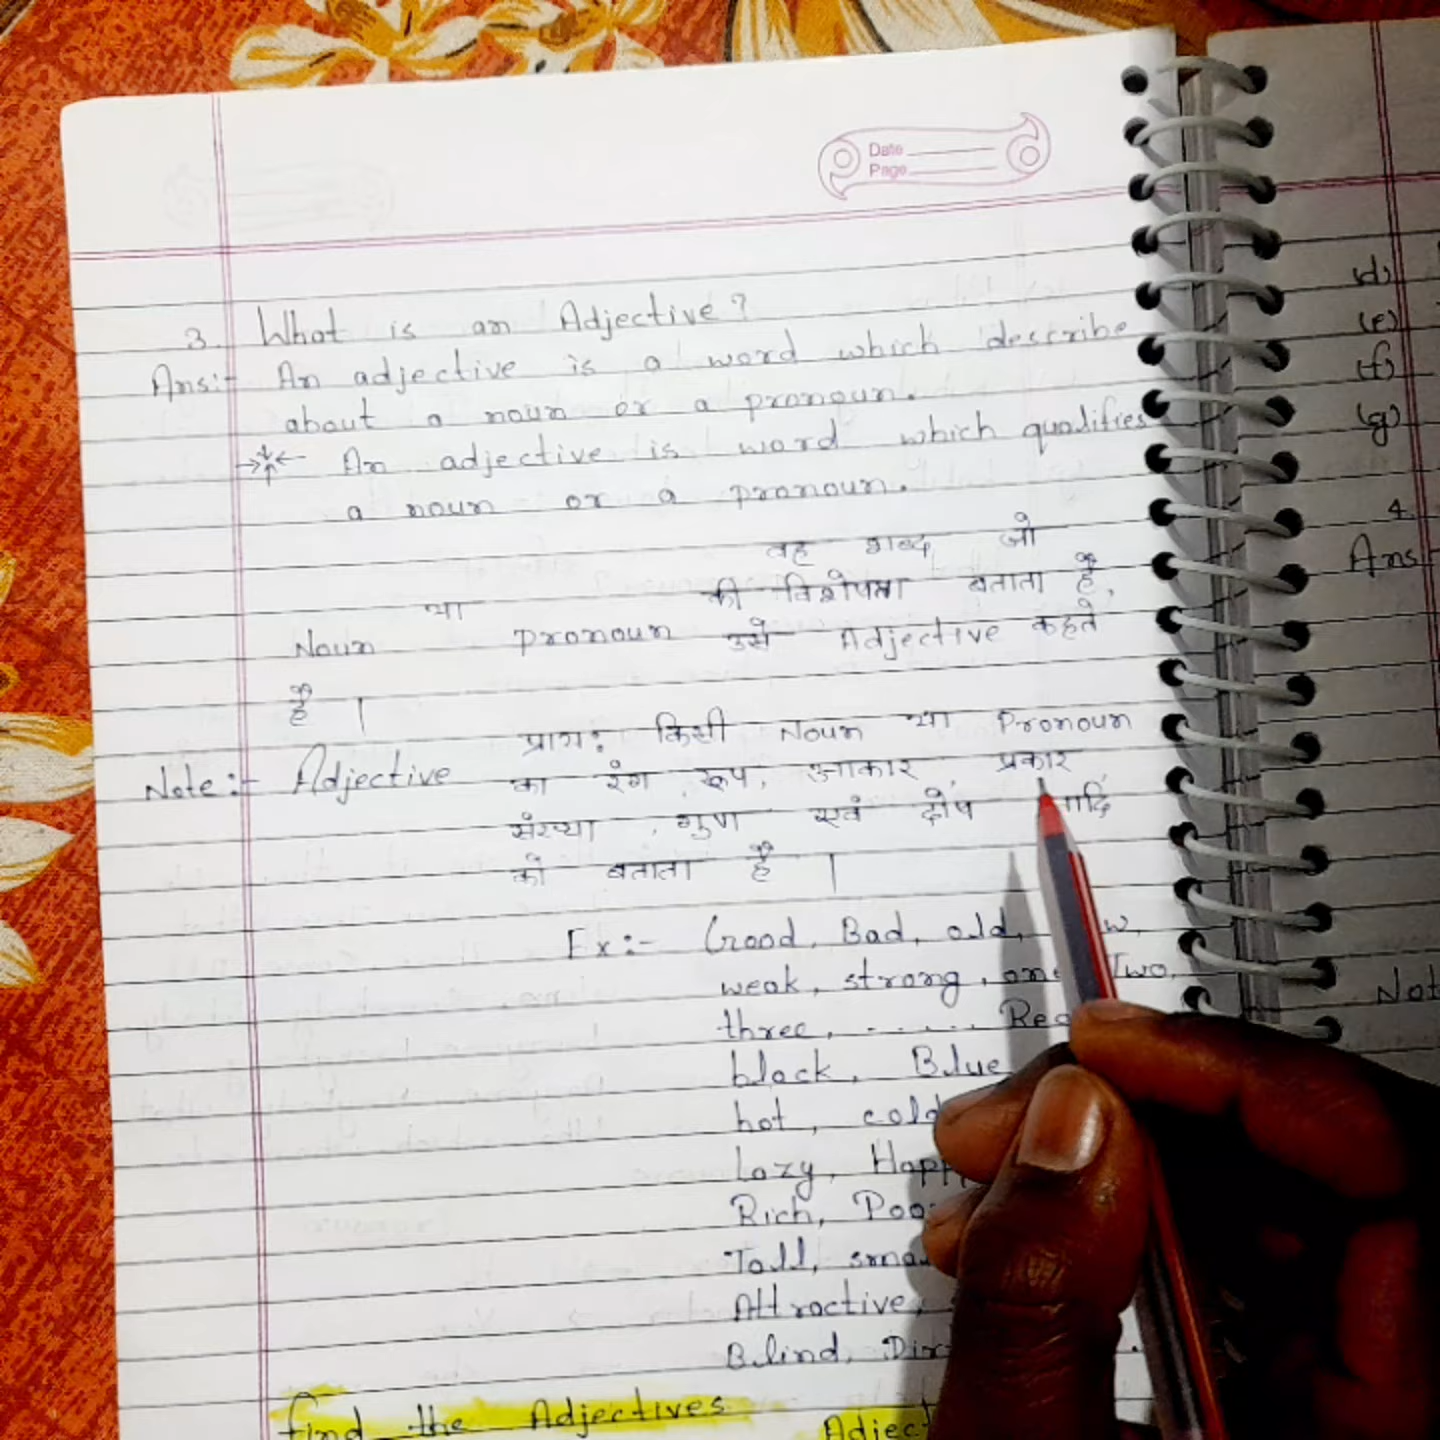 Date
Page
3. What is an Adjective?
Ans:- An adjective is a word which describe
about a noun or a pronoun.
An adjective is word which qualifies
a noun or a pronoun.
वह शब्द जो
Noun या pronoun की विशेषता बताता है,
उसे Adjective कहते
है |
Note:- Adjective प्राय: किसी Noun या Pronoun
का रंग रूप, आकार, प्रकार
संख्या, गुण एवं दोष
को बताता है |
Ex:- Good, Bad, old,
weak, strong, Two,
three, ......
black, Blue
hot, cold
Lazy,
Rich,
Tall,
Attractive,
Blind,
find the Adjectives
(d)
(e)
(f)
(g)
4.
Ans